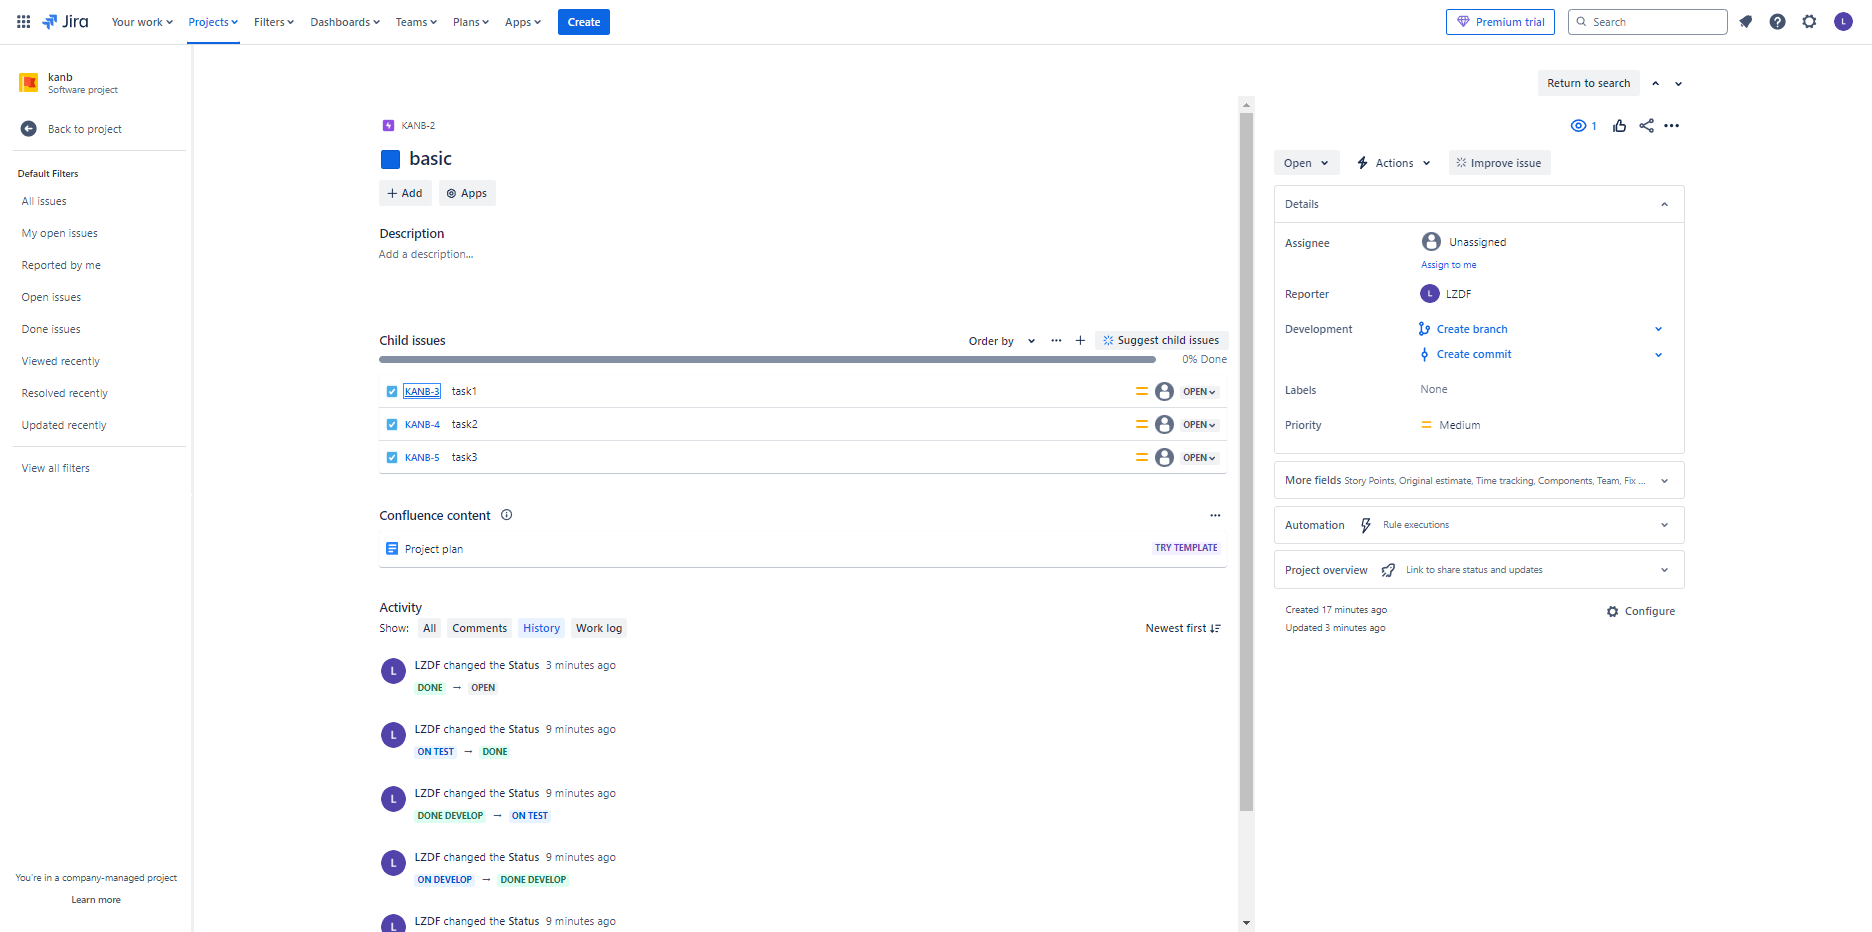 Jira
Your work
Projects
Filters
Dashboards
Teams
Plans
Apps
Create
Premium trial
Search
L
kanb
Software project
Back to project
Default Filters
All issues
My open issues
Reported by me
Open issues
Done issues
Viewed recently
Resolved recently
Updated recently
View all filters
You're in a company-managed project
Learn more
Return to search
KANB-2
basic
Add
Apps
Description
Add a description...
Child issues
Order by
Suggest child issues
0% Done
KANB-3 task1 OPEN
KANB-4 task2 OPEN
KANB-5 task3 OPEN
Confluence content
Project plan
TRY TEMPLATE
Activity
Show: All Comments History Work log
Newest first
L
LZDF changed the Status 3 minutes ago
DONE → OPEN
L
LZDF changed the Status 9 minutes ago
ON TEST → DONE
L
LZDF changed the Status 9 minutes ago
DONE DEVELOP → ON TEST
L
LZDF changed the Status 9 minutes ago
ON DEVELOP → DONE DEVELOP
L
LZDF changed the Status 9 minutes ago
1
Open
Actions
Improve issue
Details
Assignee
Unassigned
Assign to me
Reporter
L
LZDF
Development
Create branch
Create commit
Labels
None
Priority
Medium
More fields Story Points, Original estimate, Time tracking, Components, Team, Fix ...
Automation
Rule executions
Project overview
Link to share status and updates
Created 17 minutes ago
Updated 3 minutes ago
Configure